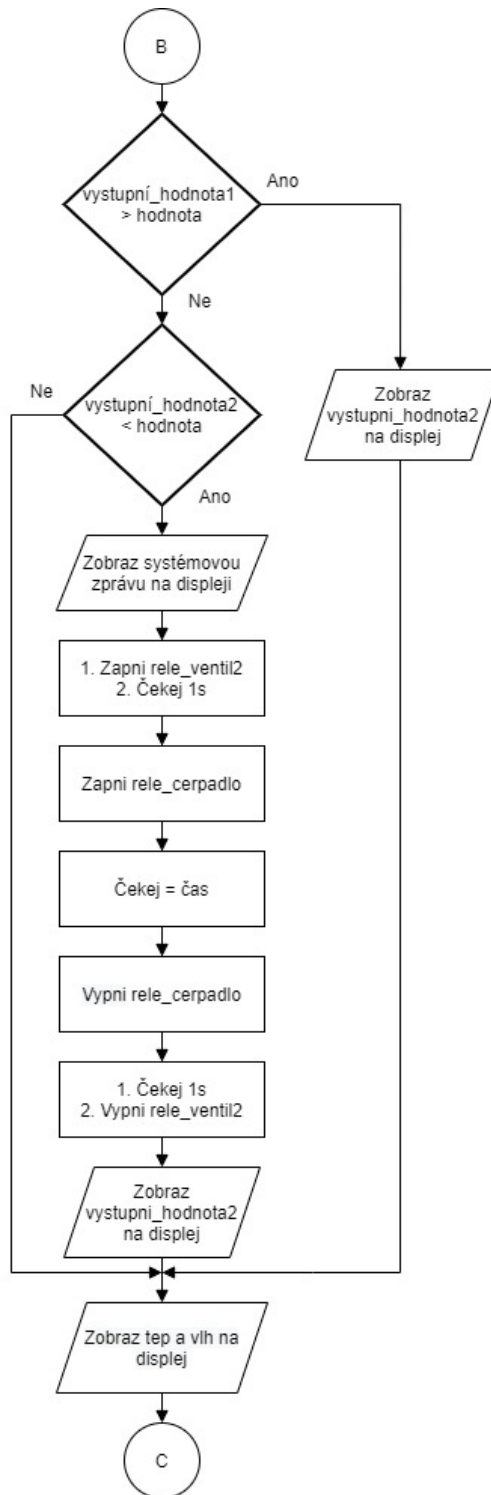 B
vystupní_hodnota1
> hodnota
Ano
Ne
Ne
vystupní_hodnota2
< hodnota
Ano
Zobraz
vystupni_hodnota2
na displej
Zobraz systémovou
zprávu na displeji
1. Zapni rele_ventil2
2. Čekej 1s
Zapni rele_cerpadlo
Čekej = čas
Vypni rele_cerpadlo
1. Čekej 1s
2. Vypni rele_ventil2
Zobraz
vystupni_hodnota2
na displej
Zobraz tep a vlh na
displej
C